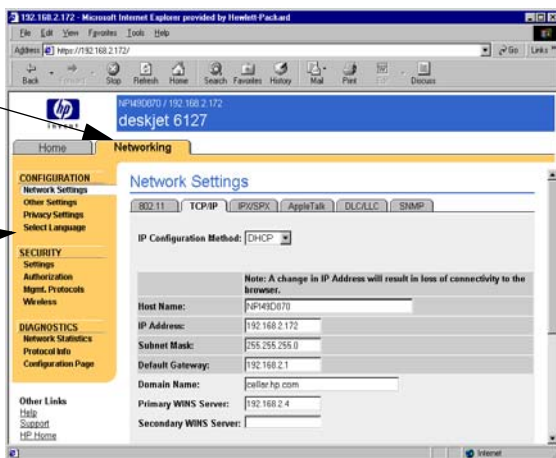 192.168.2.172 - Microsoft Internet Explorer provided by Hewlett-Packard
File Edit View Favorites Tools Help
Address https://192.168.2.172/ Go Links
Back Forward Stop Refresh Home Search Favorites History Mail Print Edit Discuss
hp
invent
NPI49D870 / 192.168.2.172
deskjet 6127
Home Networking
CONFIGURATION
Network Settings
Other Settings
Privacy Settings
Select Language
SECURITY
Settings
Authorization
Mgmt. Protocols
Wireless
DIAGNOSTICS
Network Statistics
Protocol Info
Configuration Page
Other Links
Help
Support
HP Home
Network Settings
802.11 TCP/IP IPX/SPX AppleTalk DLC/LLC SNMP
IP Configuration Method: DHCP
Note: A change in IP Address will result in loss of connectivity to the
browser.
Host Name: NPI49D870
IP Address: 192.168.2.172
Subnet Mask: 255.255.255.0
Default Gateway: 192.168.2.1
Domain Name: cellar.hp.com
Primary WINS Server: 192.168.2.4
Secondary WINS Server:
Internet